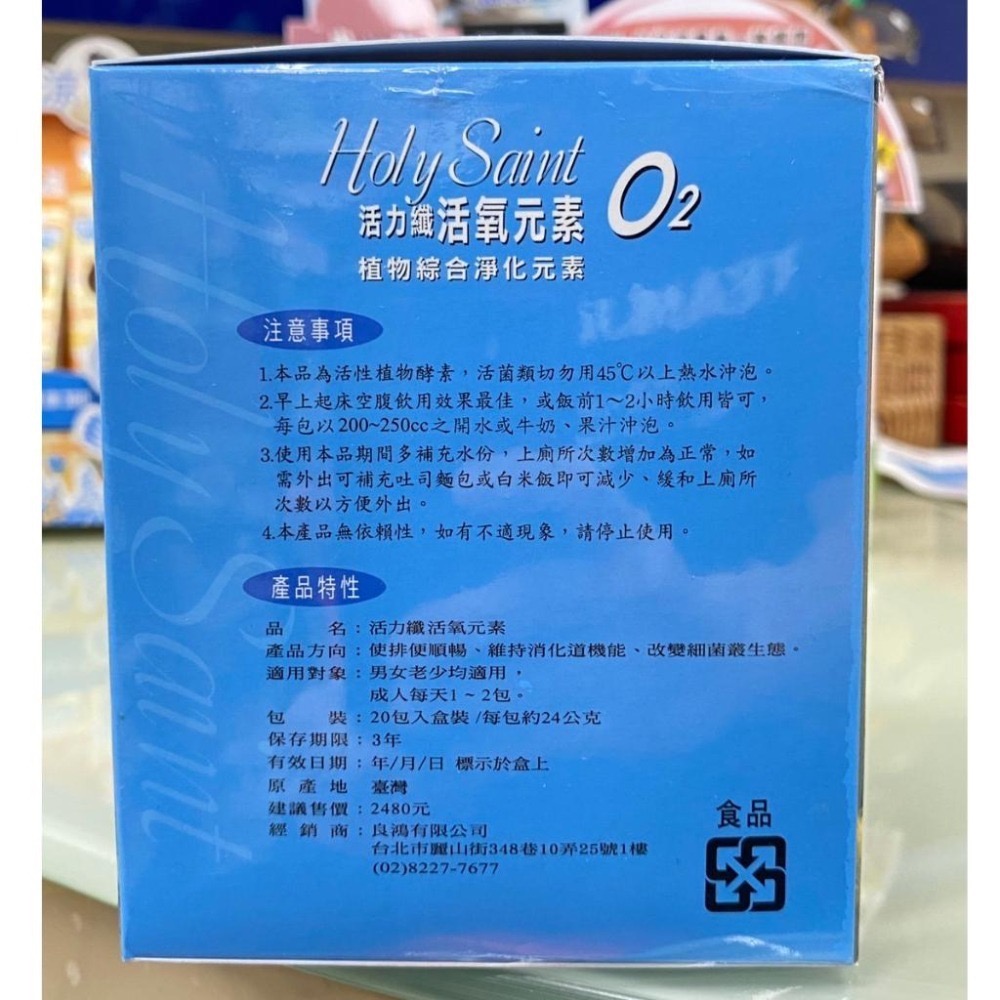 Holy Saint
活力纖活氧元素 O2
植物綜合淨化元素
注意事項
1.本品為活性植物酵素，活菌類切勿用45℃以上熱水沖泡。
2.早上起床空腹飲用效果最佳，或飯前1～2小時飲用皆可，
每包以200~250cc之開水或牛奶、果汁沖泡。
3.使用本品期間多補充水份，上廁所次數增加為正常，如
需外出可補充吐司麵包或白米飯即可減少、緩和上廁所
次數以方便外出。
4.本產品無依賴性，如有不適現象，請停止使用。
產品特性
品 名：活力纖活氧元素
產品方向：使排便順暢、維持消化道機能、改變細菌叢生態。
適用對象：男女老少均適用，
成人每天1~2包。
包 裝：20包入盒裝/每包約24公克
保存期限：3年
有效日期：年/月/日 標示於盒上
原 產 地 臺灣
建議售價：2480元
經 銷 商：良鴻有限公司
台北市麗山街348巷10弄25號1樓
(02)8227-7677
食品
Holy Saint